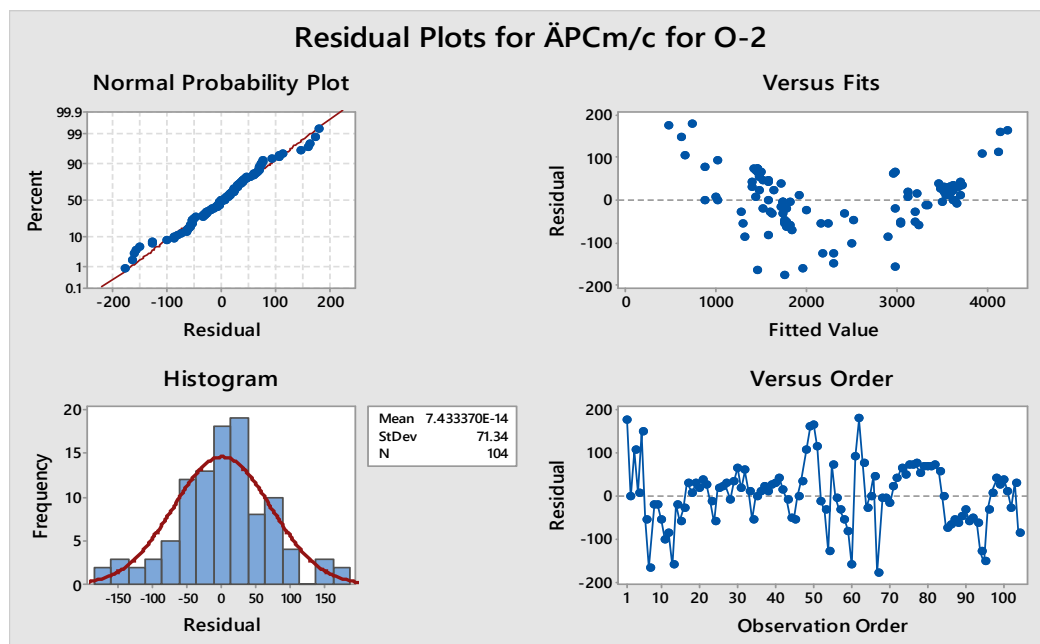 Residual Plots for ÄPCm/c for O-2
Normal Probability Plot
99.9
99
90
50
10
1
0.1
Percent
-200 -100 0 100 200
Residual
Versus Fits
200
100
0
-100
-200
Residual
0 1000 2000 3000 4000
Fitted Value
Histogram
20
15
10
5
0
Frequency
-150 -100 -50 0 50 100 150
Residual
Mean 7.433370E-14
StDev 71.34
N 104
Versus Order
200
100
0
-100
-200
Residual
1 10 20 30 40 50 60 70 80 90 100
Observation Order